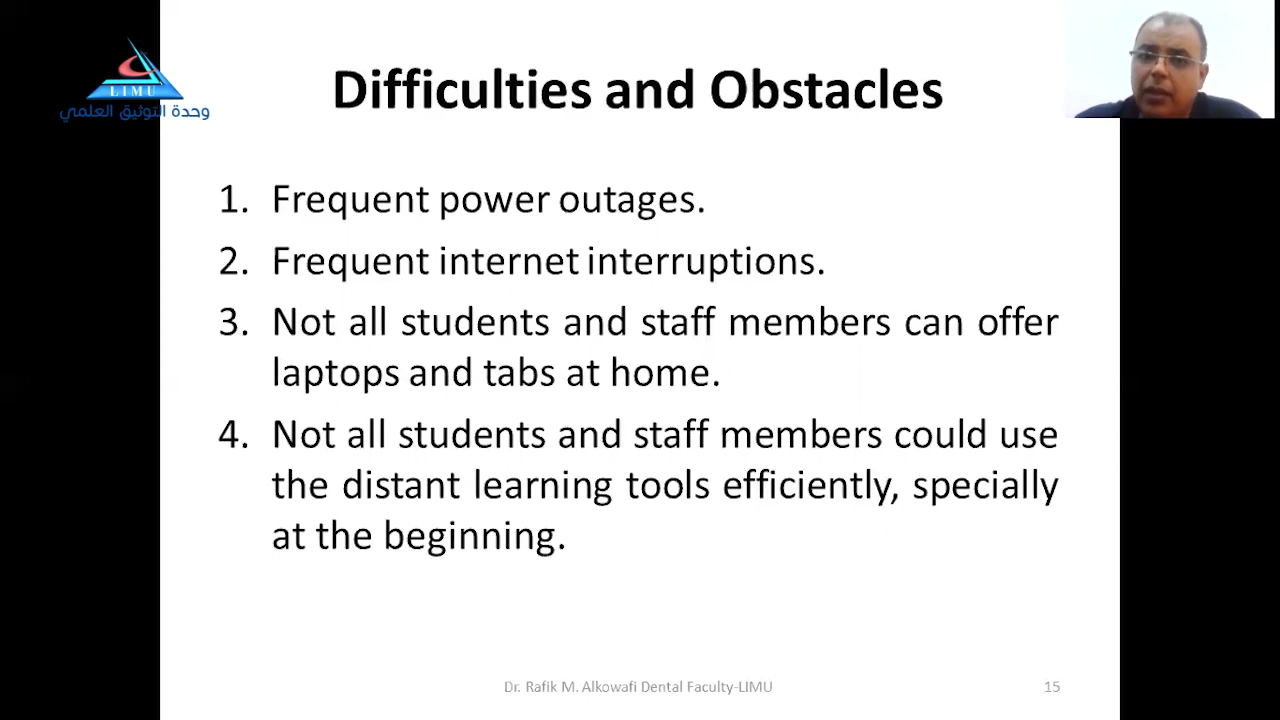 LIMU
وحدة التوثيق العلمي
Difficulties and Obstacles
1. Frequent power outages.
2. Frequent internet interruptions.
3. Not all students and staff members can offer
laptops and tabs at home.
4. Not all students and staff members could use
the distant learning tools efficiently, specially
at the beginning.
Dr. Rafik M. Alkowafi Dental Faculty-LIMU
15